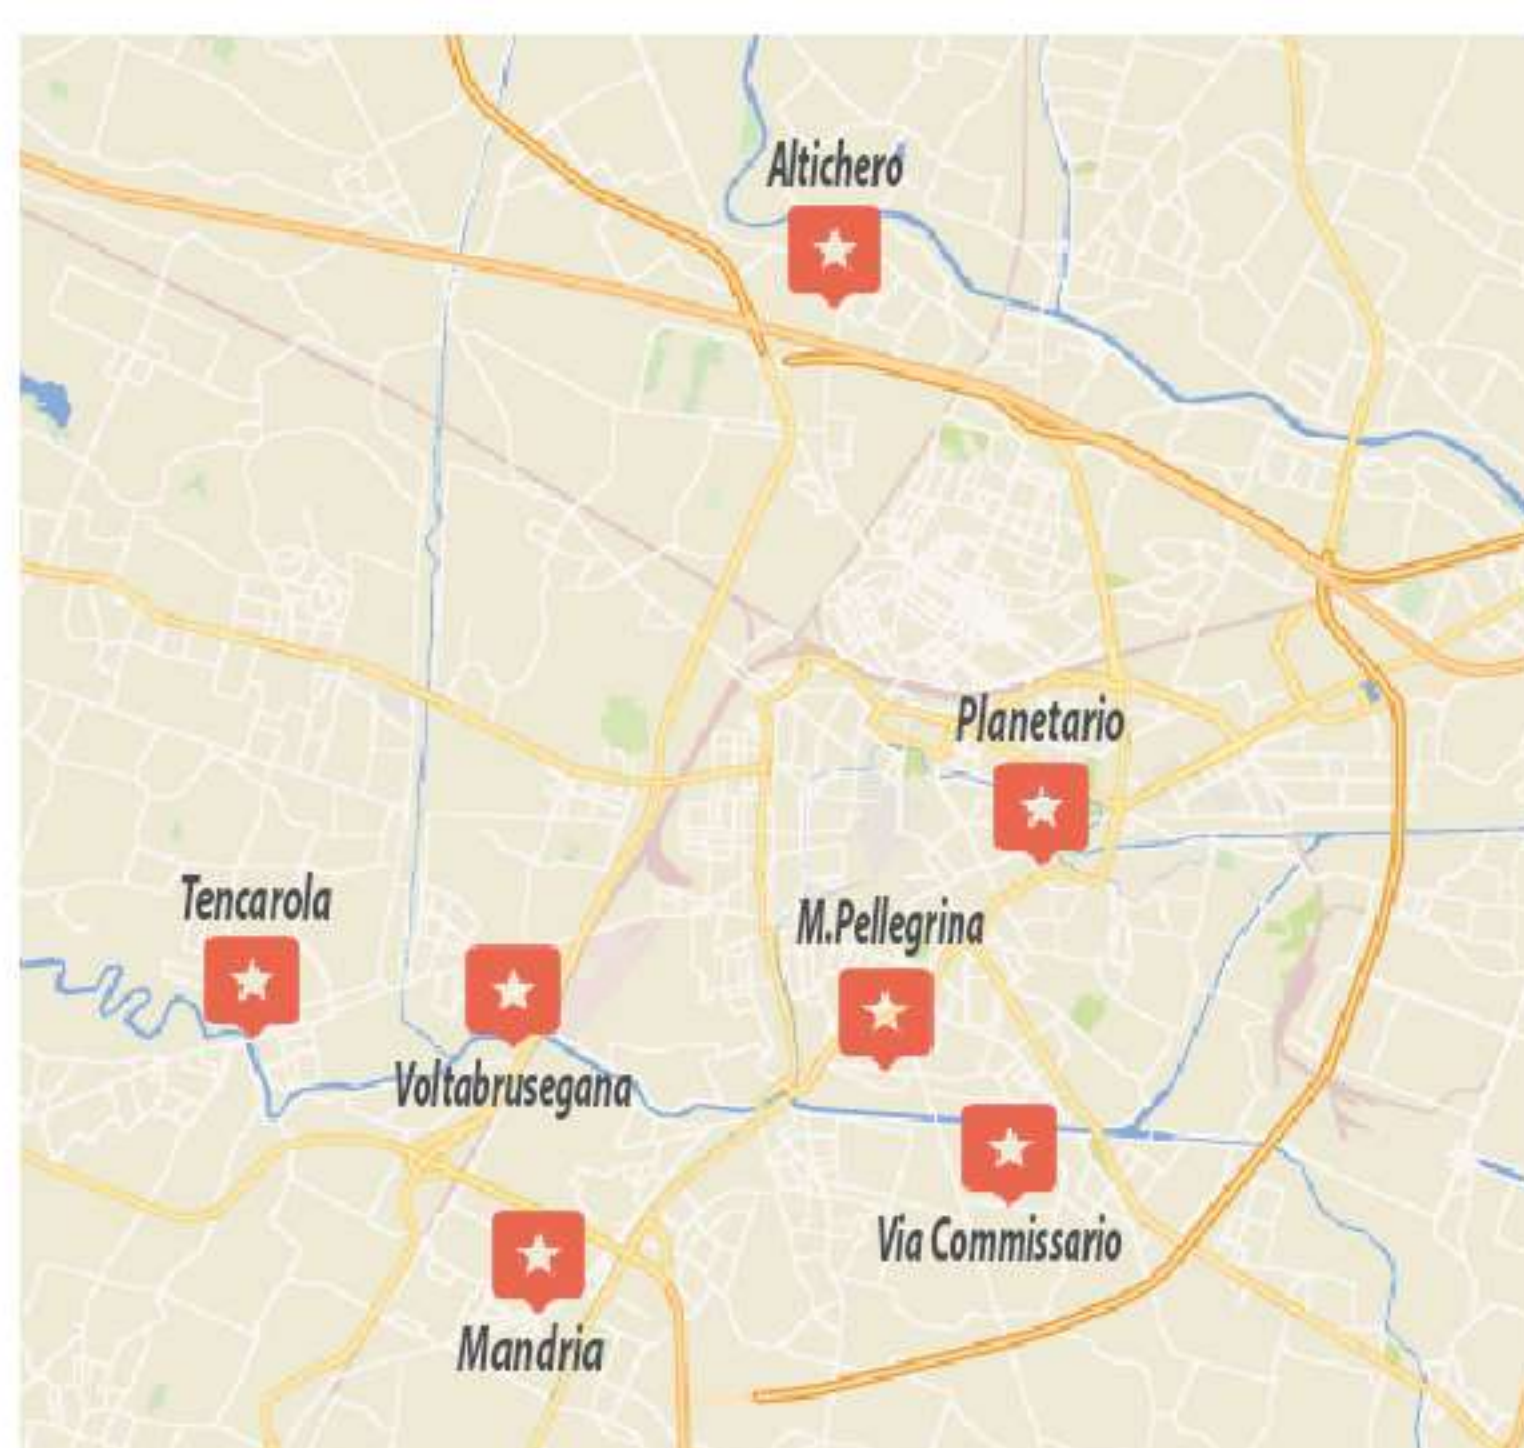 Altichero
Planetario
Tencarola
M.Pellegrina
Voltabrusegana
Via Commissario
Mandria